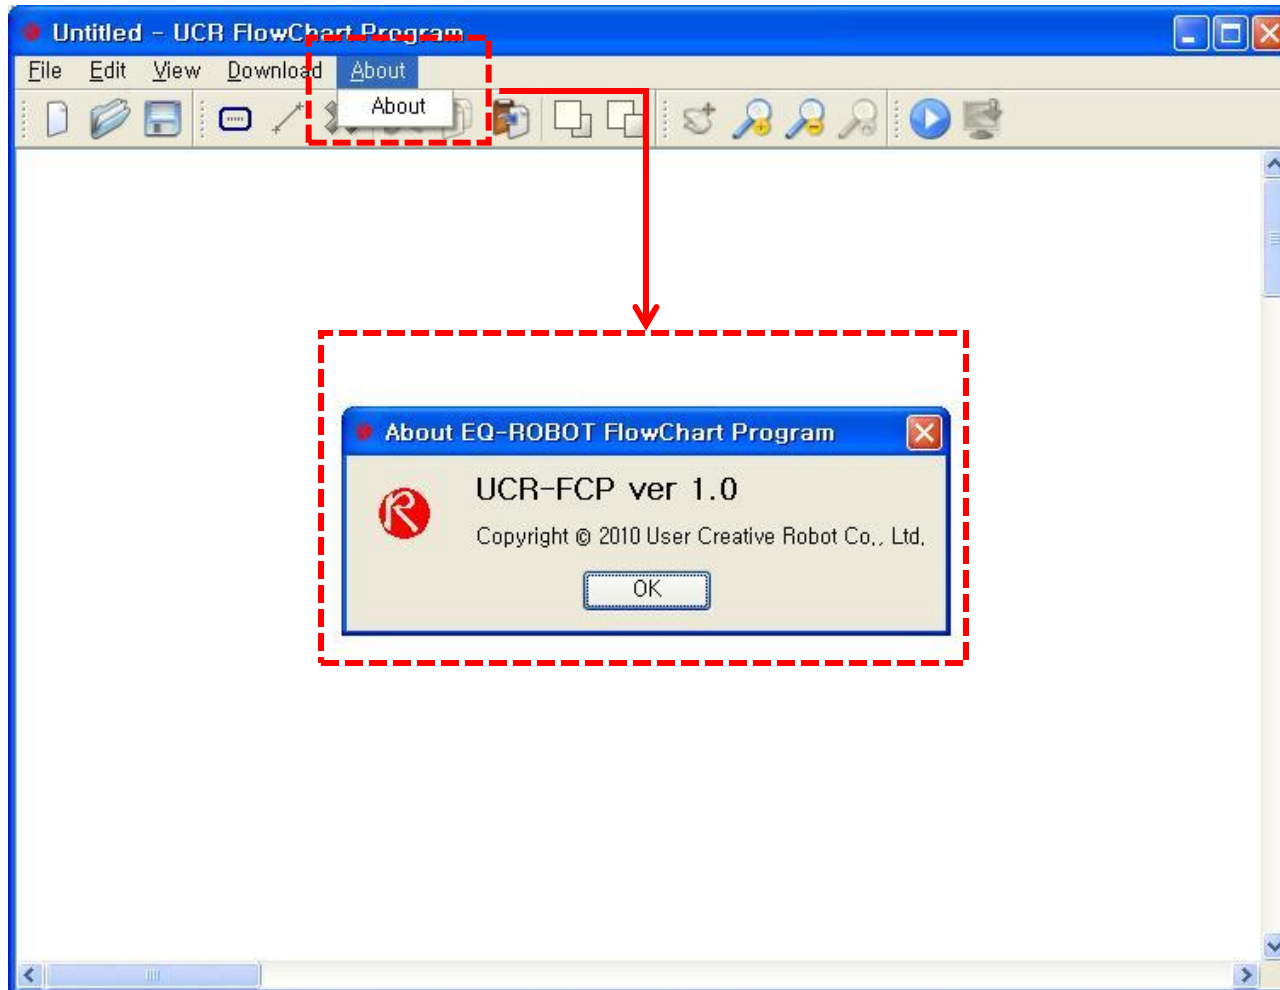 Untitled - UCR FlowChart Program
File Edit View Download About
About
About EQ-ROBOT FlowChart Program
UCR-FCP ver 1.0
Copyright © 2010 User Creative Robot Co., Ltd.
OK